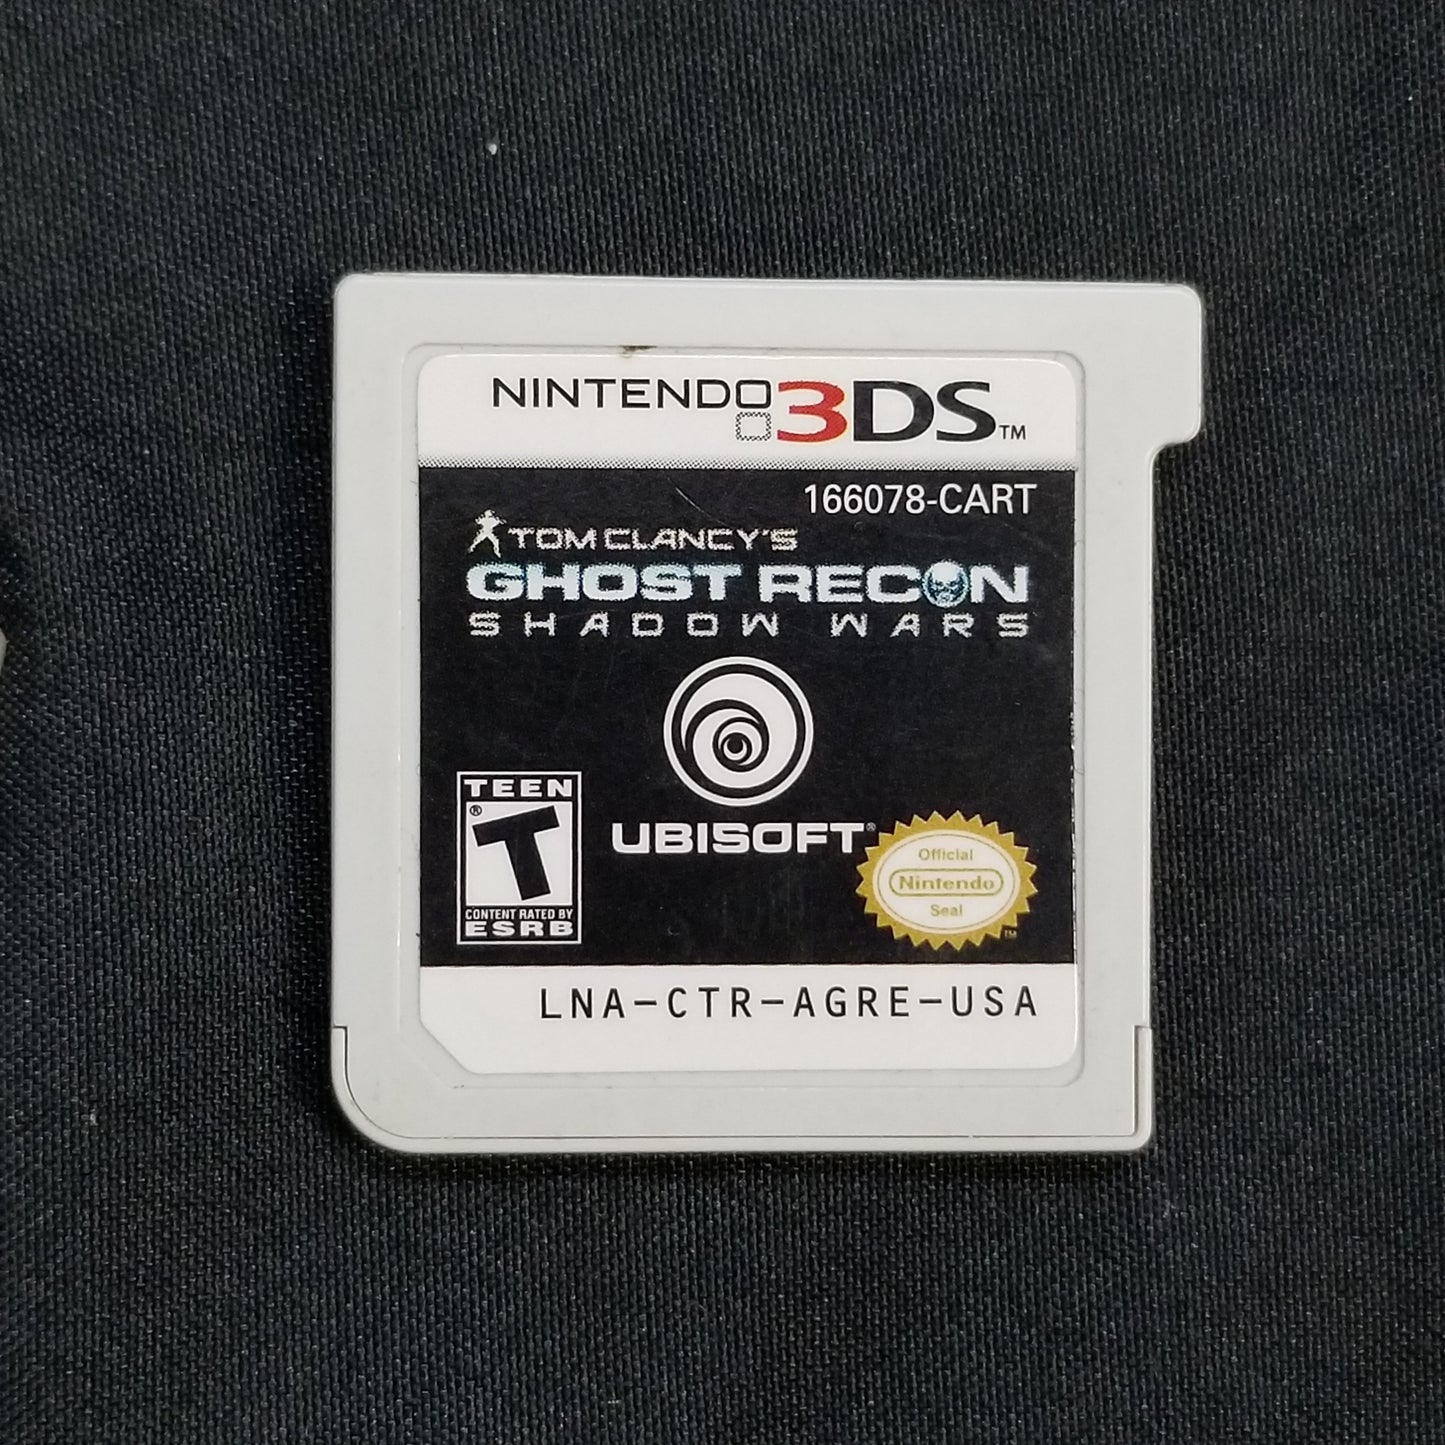 NINTENDO 3DS™
166078-CART
TOM CLANCY'S
GHOST RECON
SHADOW WARS
UBISOFT®
TEEN
®
T
CONTENT RATED BY
ESRB
Official
Nintendo
Seal
™
LNA-CTR-AGRE-USA